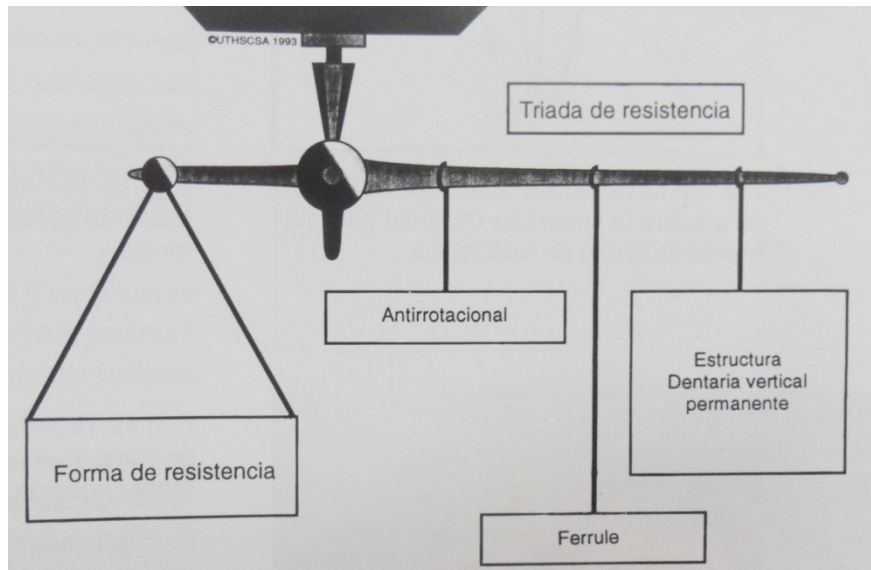 ©UTHSCSA 1993
Triada de resistencia
Antirrotacional
Estructura
Dentaria vertical
permanente
Forma de resistencia
Ferrule